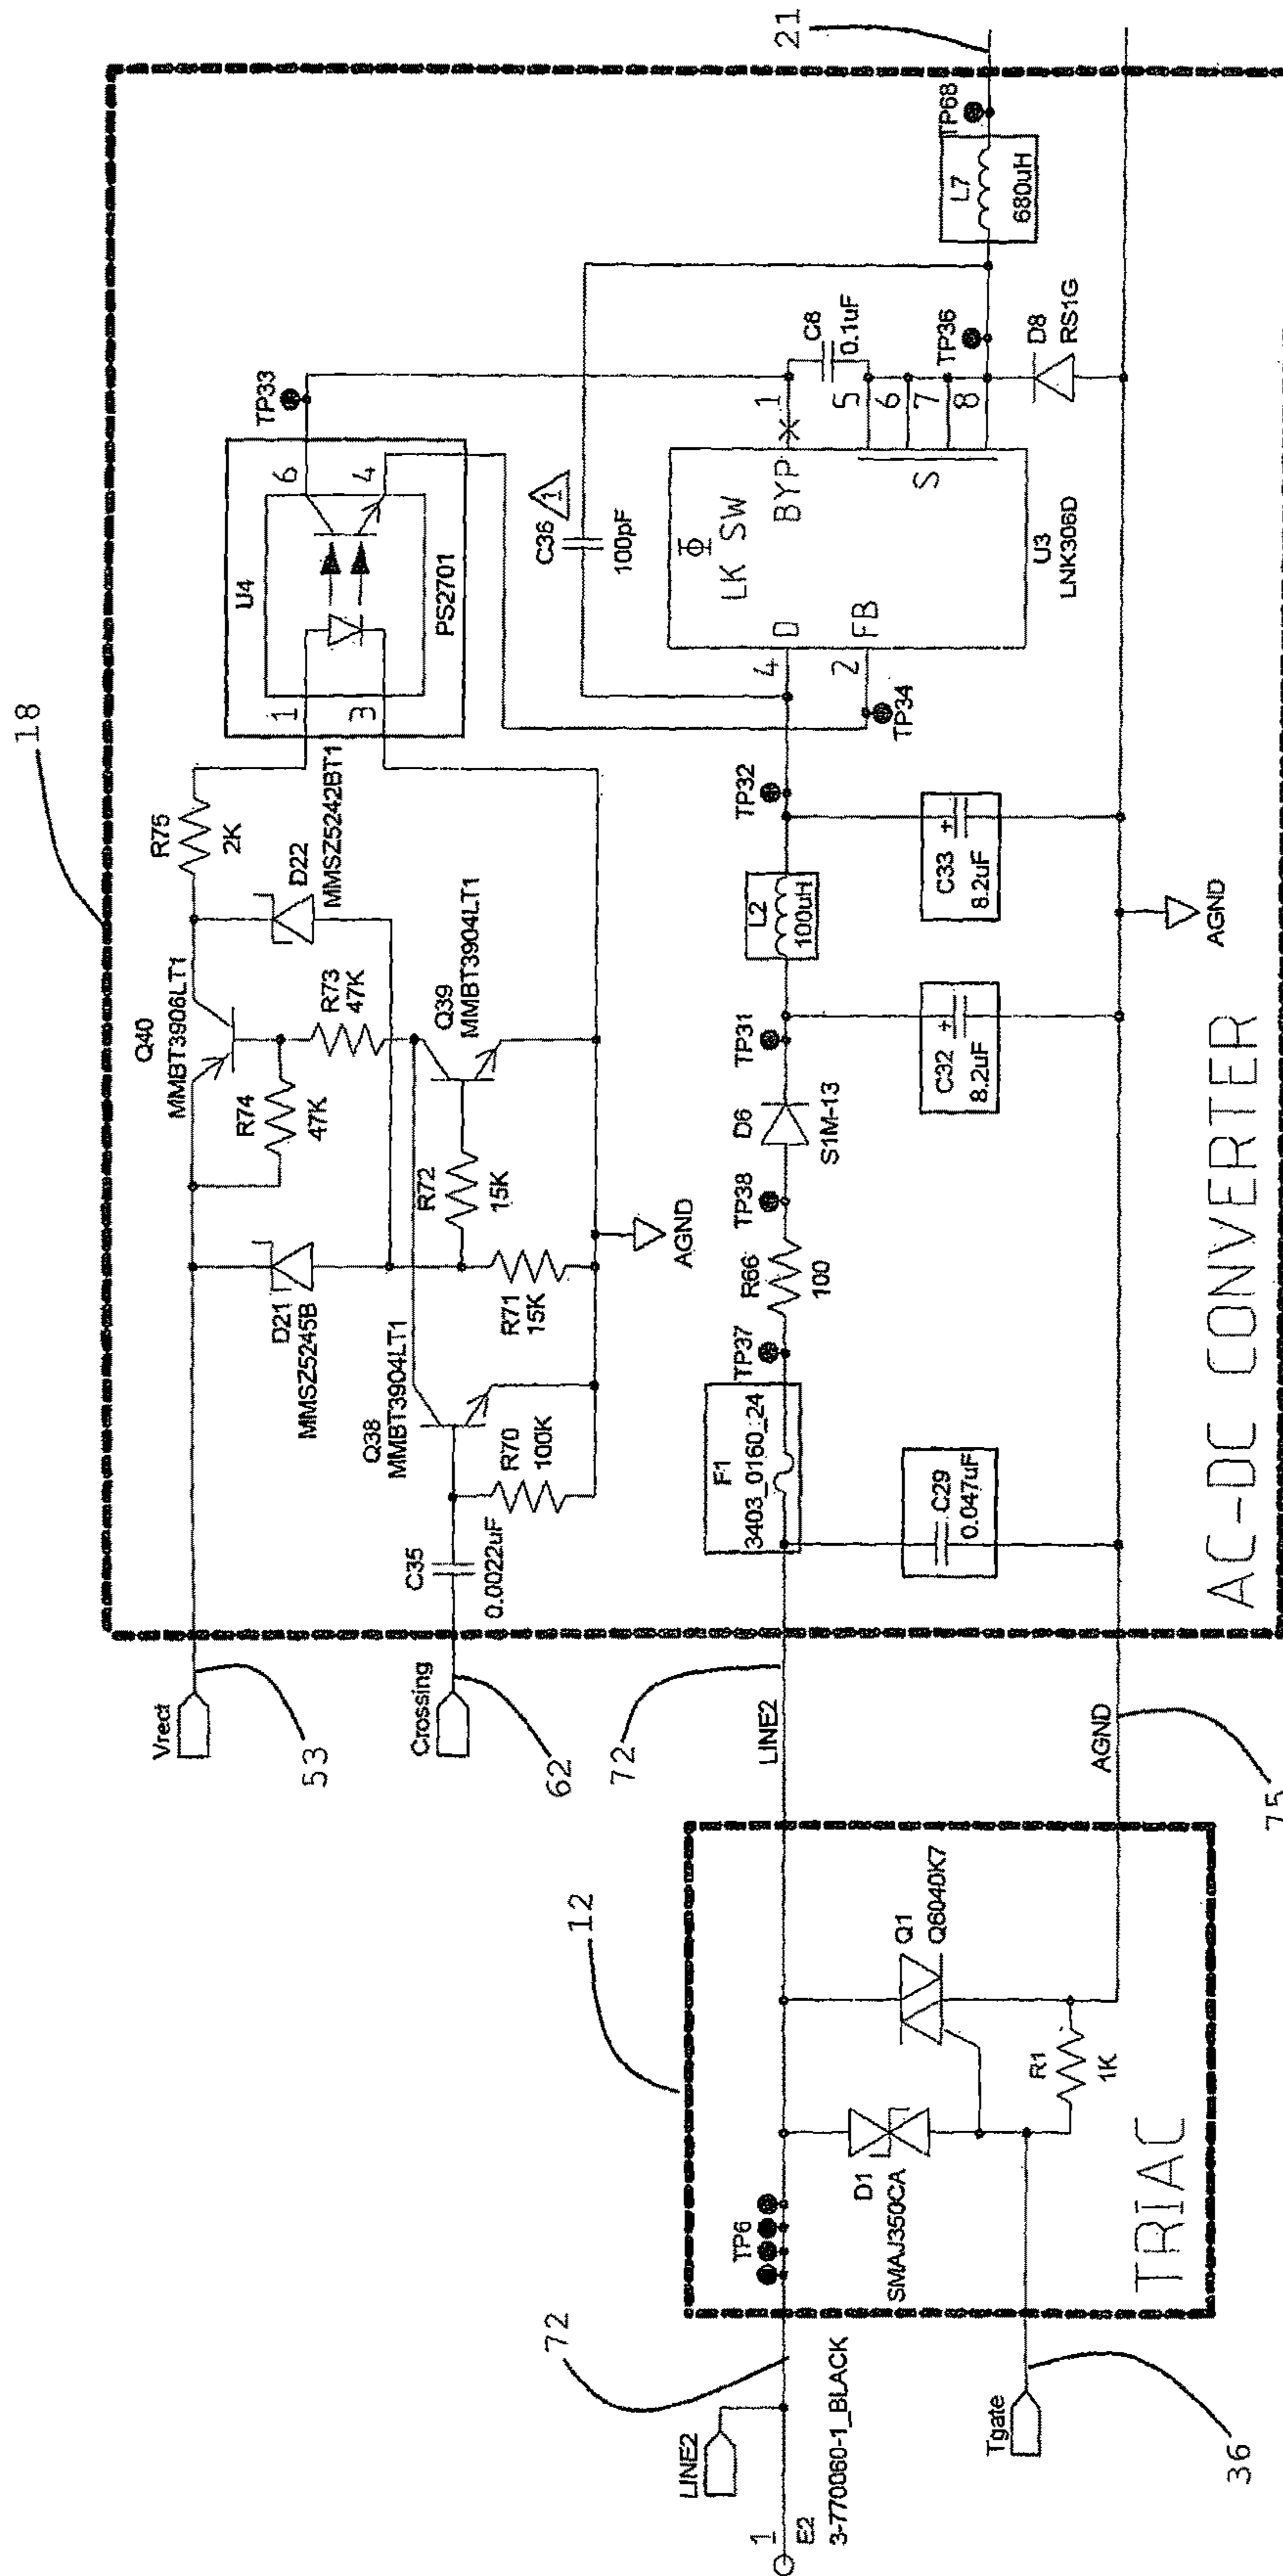 18
21
U4
PS2701
1
3
6
4
TP33
R75
2K
Q40
MMBT3906LT1
D22
MMSZ5242BT1
R74
47K
R73
47K
Q39
MMBT3904LT1
R72
15K
D21
MMSZ5245B
R71
15K
AGND
Q38
MMBT3904LT1
R70
100K
C35
0.0022uF
Vrect
53
Crossing
62
C36
1
100pF
LK SW
D
FB
BYP
S
4
2
1
5
6
7
8
U3
LNK306D
C8
0.1uF
TP36
D8
RS1G
L7
680uH
TP68
TP34
TP32
L2
100uH
TP31
D6
S1M-13
TP38
R66
100
TP37
F1
3403_0160_24
C33
+
8.2uF
C32
+
8.2uF
C29
0.047uF
AGND
AC-DC CONVERTER
72
LINE2
AGND
75
12
Q1
Q6040K7
R1
1K
D1
SMAJ350CA
TP6
TRIAC
72
LINE2
1
E2
3-770060-1_BLACK
Tgate
36